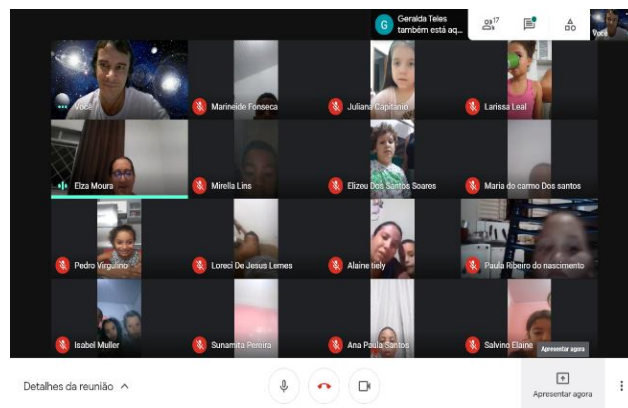 G
Geralda Teles
também está aq...
17
Você
Você
Marineide Fonseca
Juliana Capitanio
Larissa Leal
Elza Moura
Mirella Lins
Elizeu Dos Santos Soares
Maria do carmo Dos santos
Pedro Virgulino
Loreci De Jesus Lemes
Alaine tiely
Paula Ribeiro do nascimento
Isabel Muller
Sunamita Pereira
Ana Paula Santos
Salvino Elaine
Apresentar agora
Detalhes da reunião
Apresentar agora